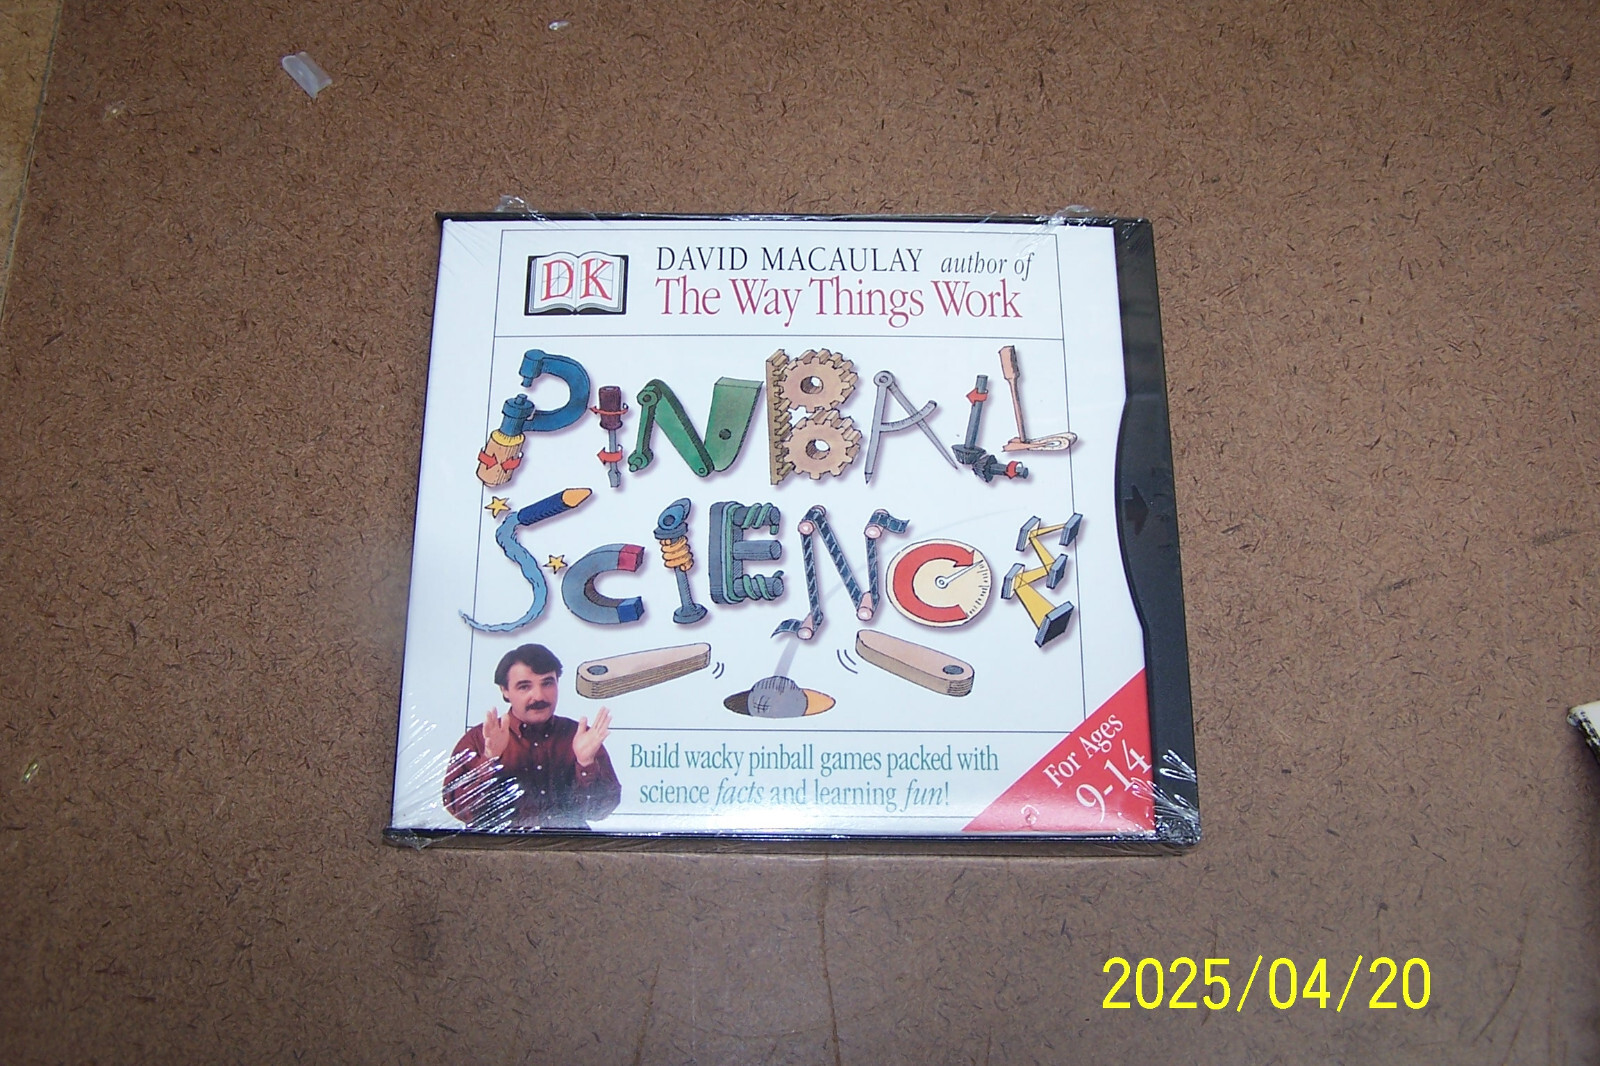 DK
DAVID MACAULAY author of
The Way Things Work
PINBALL
SCIENCE
Build wacky pinball games packed with
science facts and learning fun!
For Ages
9-14
2025/04/20